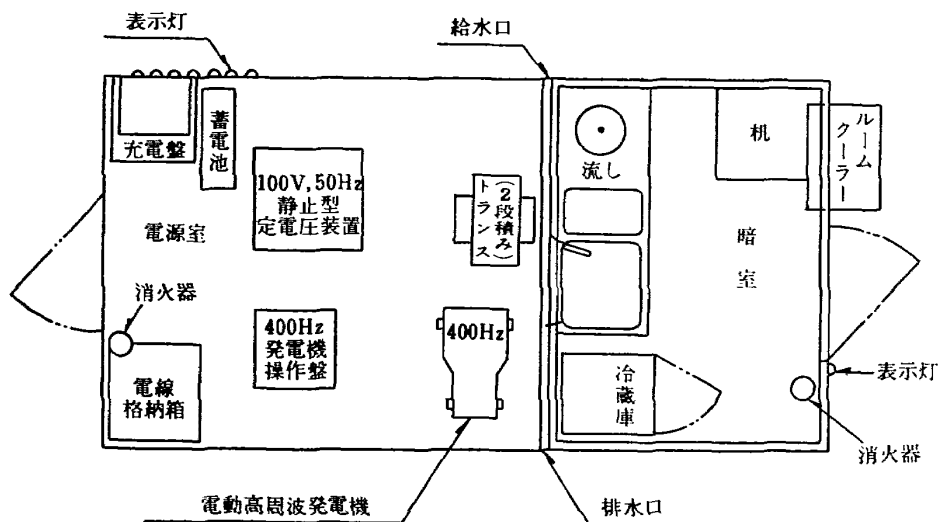 表示灯
給水口
充電盤
蓄電池
100V,50Hz
静止型
定電圧装置
トランス
(2段積み)
流し
机
ルーム
クーラー
電源室
暗室
消火器
400Hz
発電機
操作盤
400Hz
電線
格納箱
冷蔵庫
表示灯
消火器
電動高周波発電機
排水口